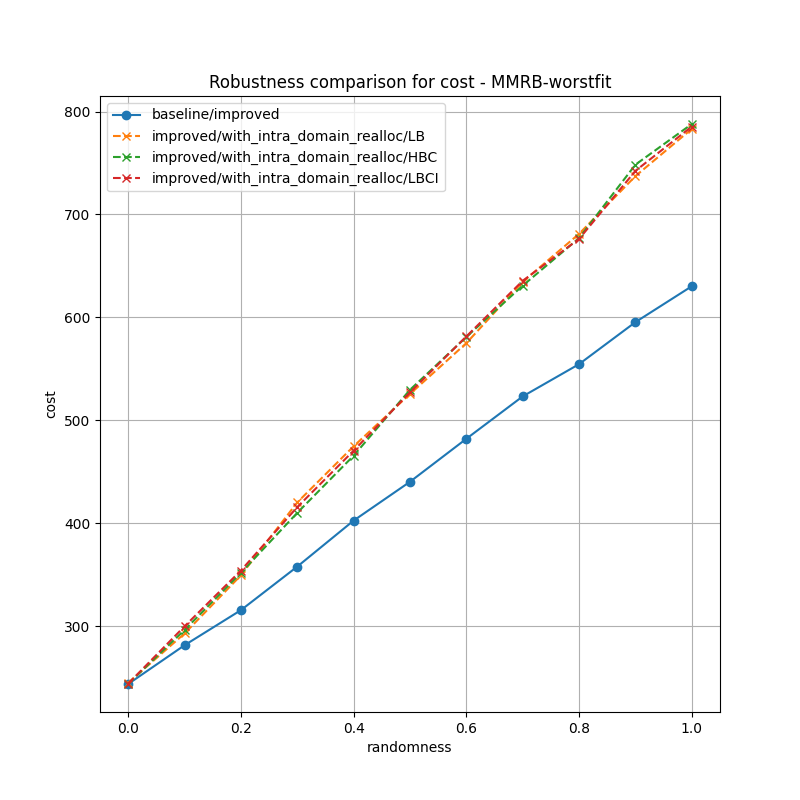 Robustness comparison for cost - MMRB-worstfit
baseline/improved
improved/with_intra_domain_realloc/LB
improved/with_intra_domain_realloc/HBC
improved/with_intra_domain_realloc/LBCI
800
700
600
500
400
300
cost
0.0 0.2 0.4 0.6 0.8 1.0
randomness